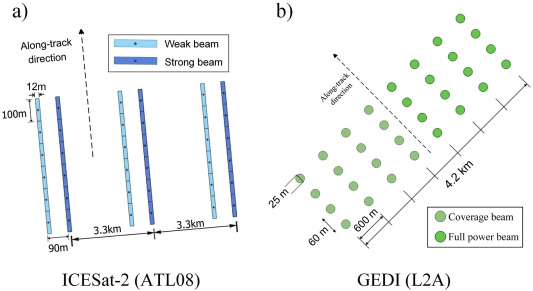 a)
Along-track
direction
Weak beam
Strong beam
12m
100m
90m
3.3km
3.3km
ICESat-2 (ATL08)
b)
Along-track
direction
25 m
60 m
600 m
4.2 km
Coverage beam
Full power beam
GEDI (L2A)